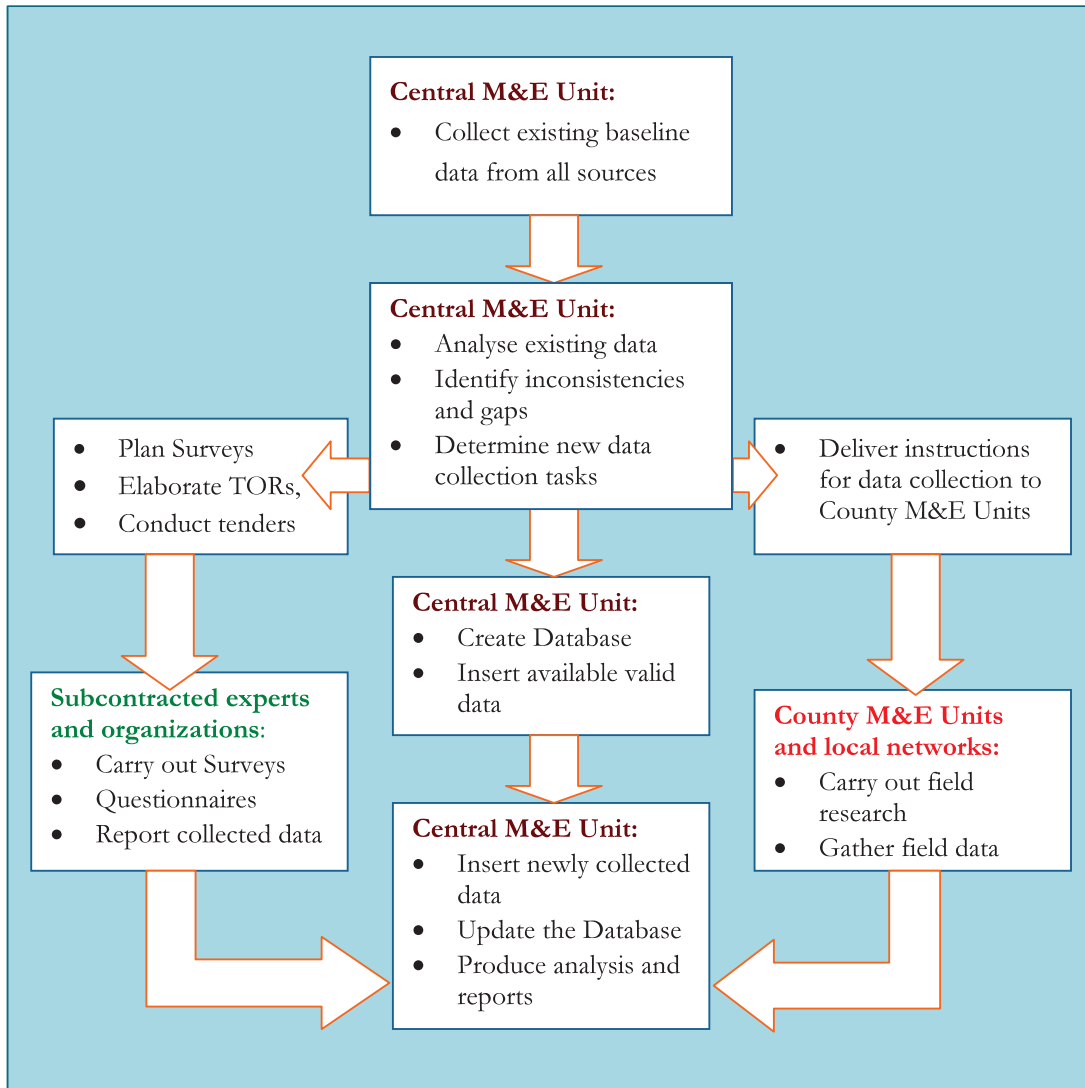 Central M&E Unit:
• Collect existing baseline
data from all sources
Central M&E Unit:
• Analyse existing data
• Identify inconsistencies
and gaps
• Determine new data
collection tasks
• Plan Surveys
• Elaborate TORs,
• Conduct tenders
• Deliver instructions
for data collection to
County M&E Units
Central M&E Unit:
• Create Database
• Insert available valid
data
Subcontracted experts
and organizations:
• Carry out Surveys
• Questionnaires
• Report collected data
County M&E Units
and local networks:
• Carry out field
research
• Gather field data
Central M&E Unit:
• Insert newly collected
data
• Update the Database
• Produce analysis and
reports